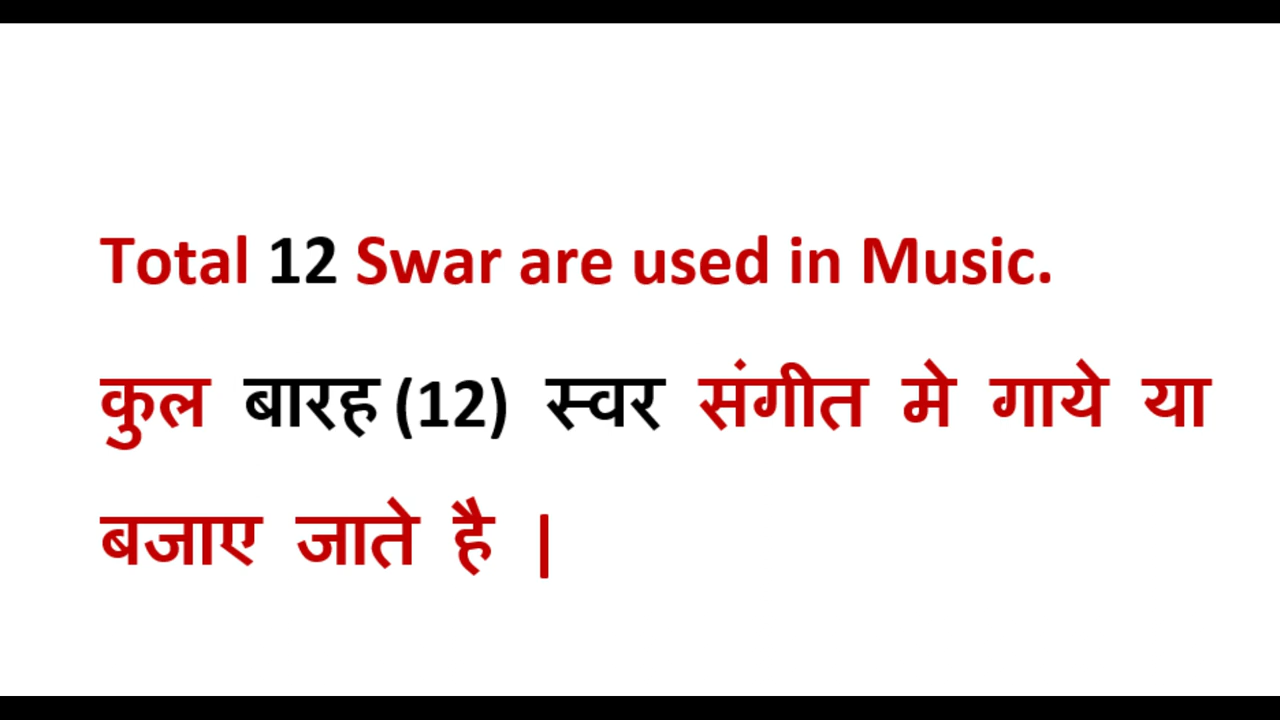 Total 12 Swar are used in Music.
कुल बारह (12) स्वर संगीत मे गाये या
बजाए जाते है |